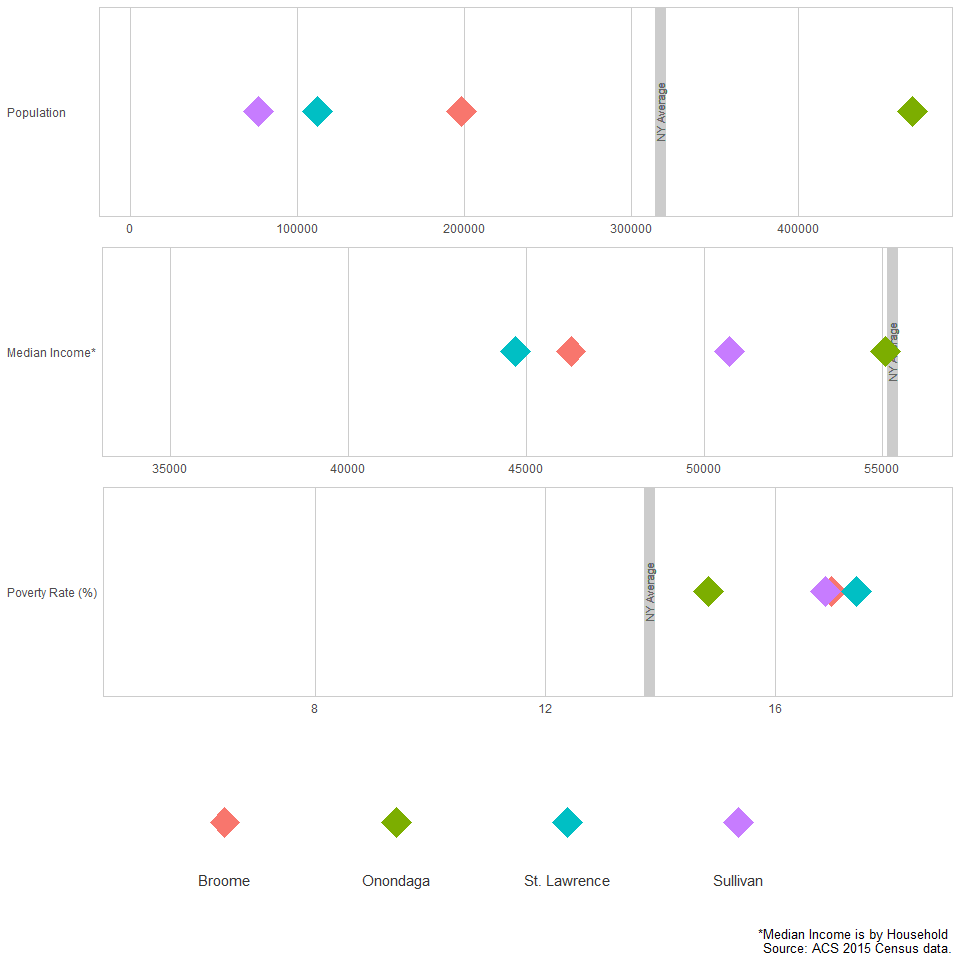 Population
NY Average
0 100000 200000 300000 400000
Median Income*
NY Average
35000 40000 45000 50000 55000
Poverty Rate (%)
NY Average
8 12 16
Broome Onondaga St. Lawrence Sullivan
*Median Income is by Household
Source: ACS 2015 Census data.